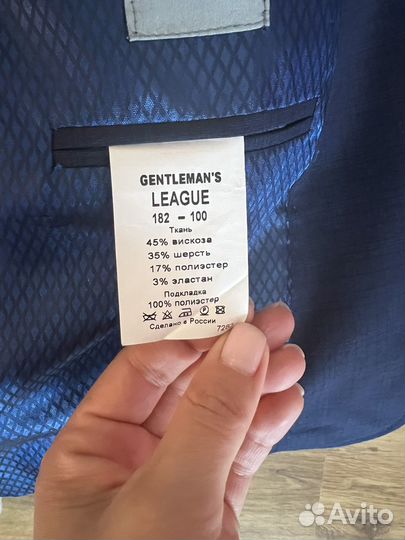 GENTLEMAN'S
LEAGUE
182 – 100
Ткань
45% вискоза
35% шерсть
17% полиэстер
3% эластан
Подкладка
100% полиэстер
Сделано в России
Avito